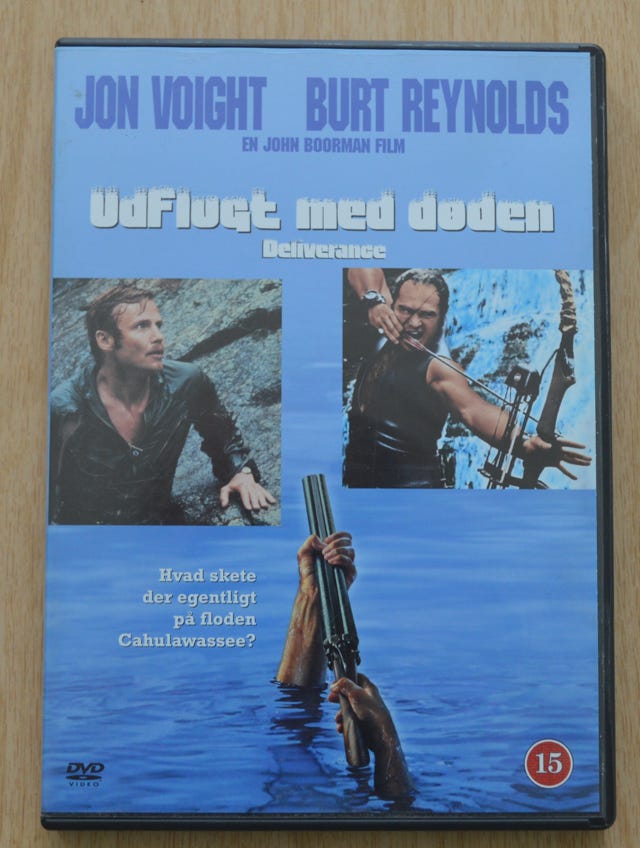 JON VOIGHT BURT REYNOLDS
EN JOHN BOORMAN FILM
Udflugt med døden
Deliverance
Hvad skete
der egentligt
på floden
Cahulawassee?
DVD
VIDEO
15